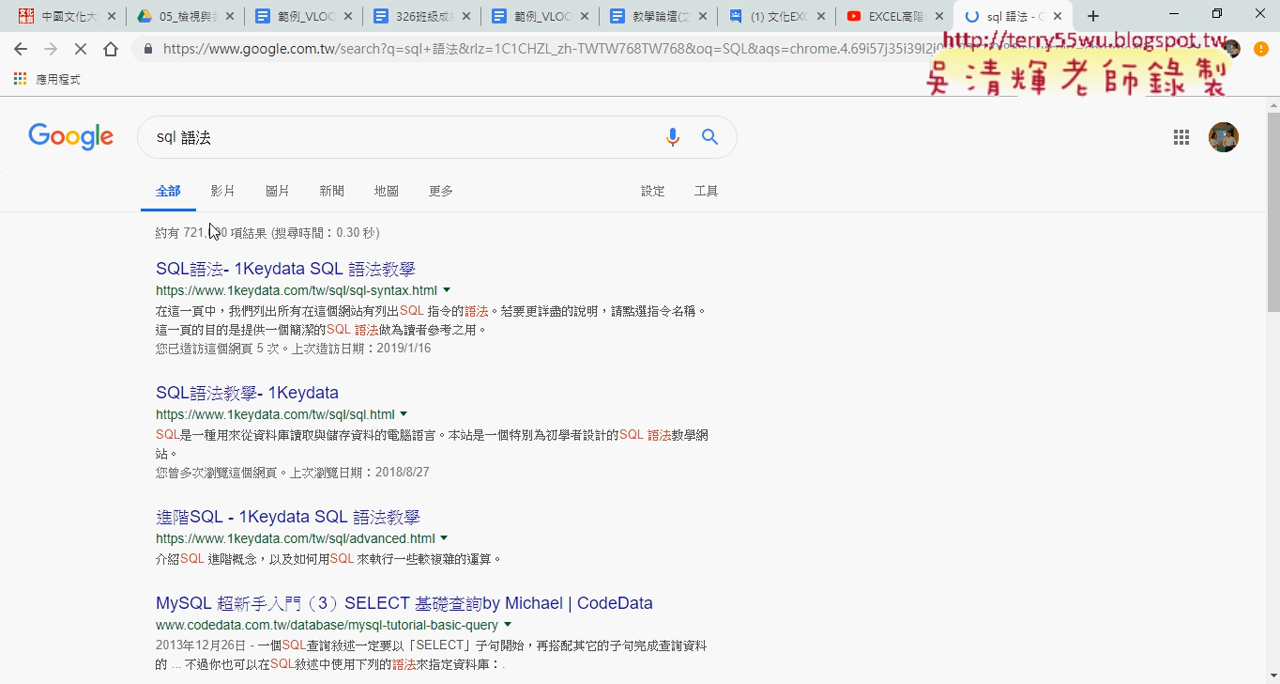 中國文化大
05_檢視與
範例_VLOC
326班級成
範例_VLO
教學論壇(之
(1) 文化EXC
EXCEL高階
sql 語法 - G
https://www.google.com.tw/search?q=sql+語法&rlz=1C1CHZL_zh-TWTW768TW768&oq=SQL&aqs=chrome.4.69i57j35i39l2j0
http://terry55wu.blogspot.tw
吳清輝老師錄製
應用程式
Google
sql 語法
全部 影片 圖片 新聞 地圖 更多 設定 工具
項結果 (搜尋時間：0.30 秒)
SQL語法- 1Keydata SQL 語法教學
https://www.1keydata.com/tw/sql/sql-syntax.html
在這一頁中，我們列出所有在這個網站有列出SQL 指令的語法。若要更詳盡的說明，請點選指令名稱。
這一頁的目的是提供一個簡潔的SQL 語法做為讀者參考之用。
您已造訪這個網頁 5 次。上次造訪日期：2019/1/16
SQL語法教學- 1Keydata
https://www.1keydata.com/tw/sql/sql.html
SQL是一種用來從資料庫讀取與儲存資料的電腦語言。本站是一個特別為初學者設計的SQL 語法教學網
站。
您曾多次瀏覽這個網頁。上次瀏覽日期：2018/8/27
進階SQL - 1Keydata SQL 語法教學
https://www.1keydata.com/tw/sql/advanced.html
介紹SQL 進階概念，以及如何用SQL 來執行一些較複雜的運算。
MySQL 超新手入門（3）SELECT 基礎查詢by Michael | CodeData
www.codedata.com.tw/database/mysql-tutorial-basic-query
2013年12月26日 - 一個SQL查詢敘述一定要以「SELECT」子句開始，再搭配其它的子句完成查詢資料
的 ... 不過你也可以在SQL敘述中使用下列的語法來指定資料庫：.